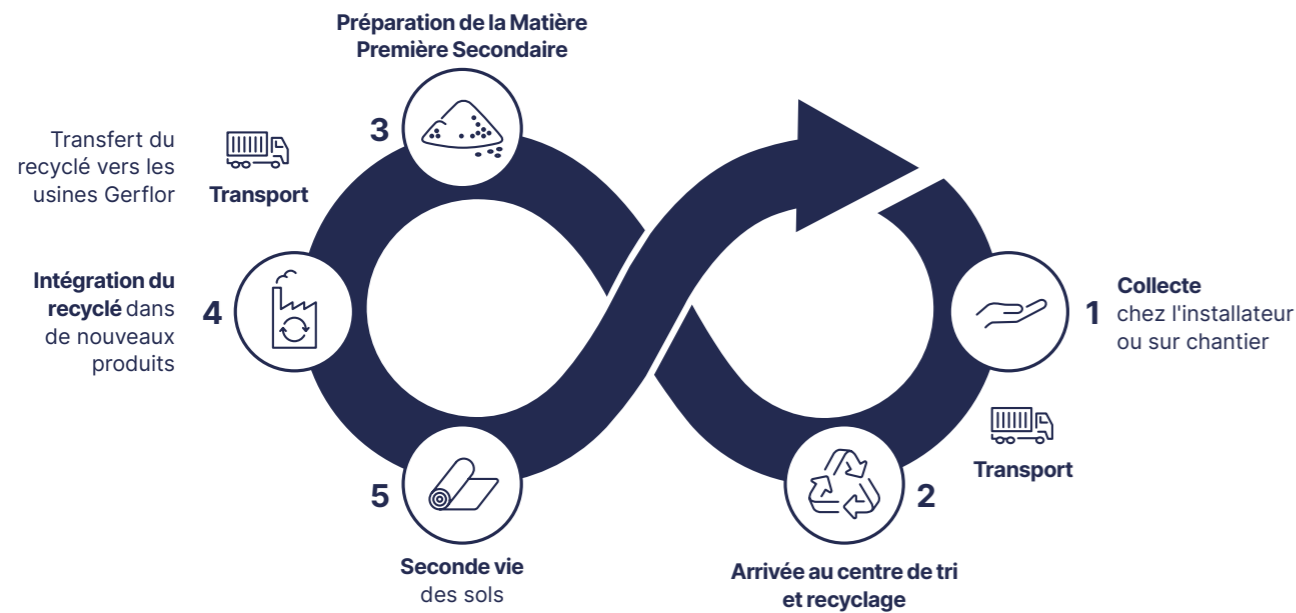 Préparation de la Matière
Première Secondaire
3
Transfert du
recyclé vers les
usines Gerflor
Transport
Intégration du
recyclé dans
de nouveaux
produits
4
1
Collecte
chez l'installateur
ou sur chantier
Transport
5
2
Seconde vie
des sols
Arrivée au centre de tri
et recyclage